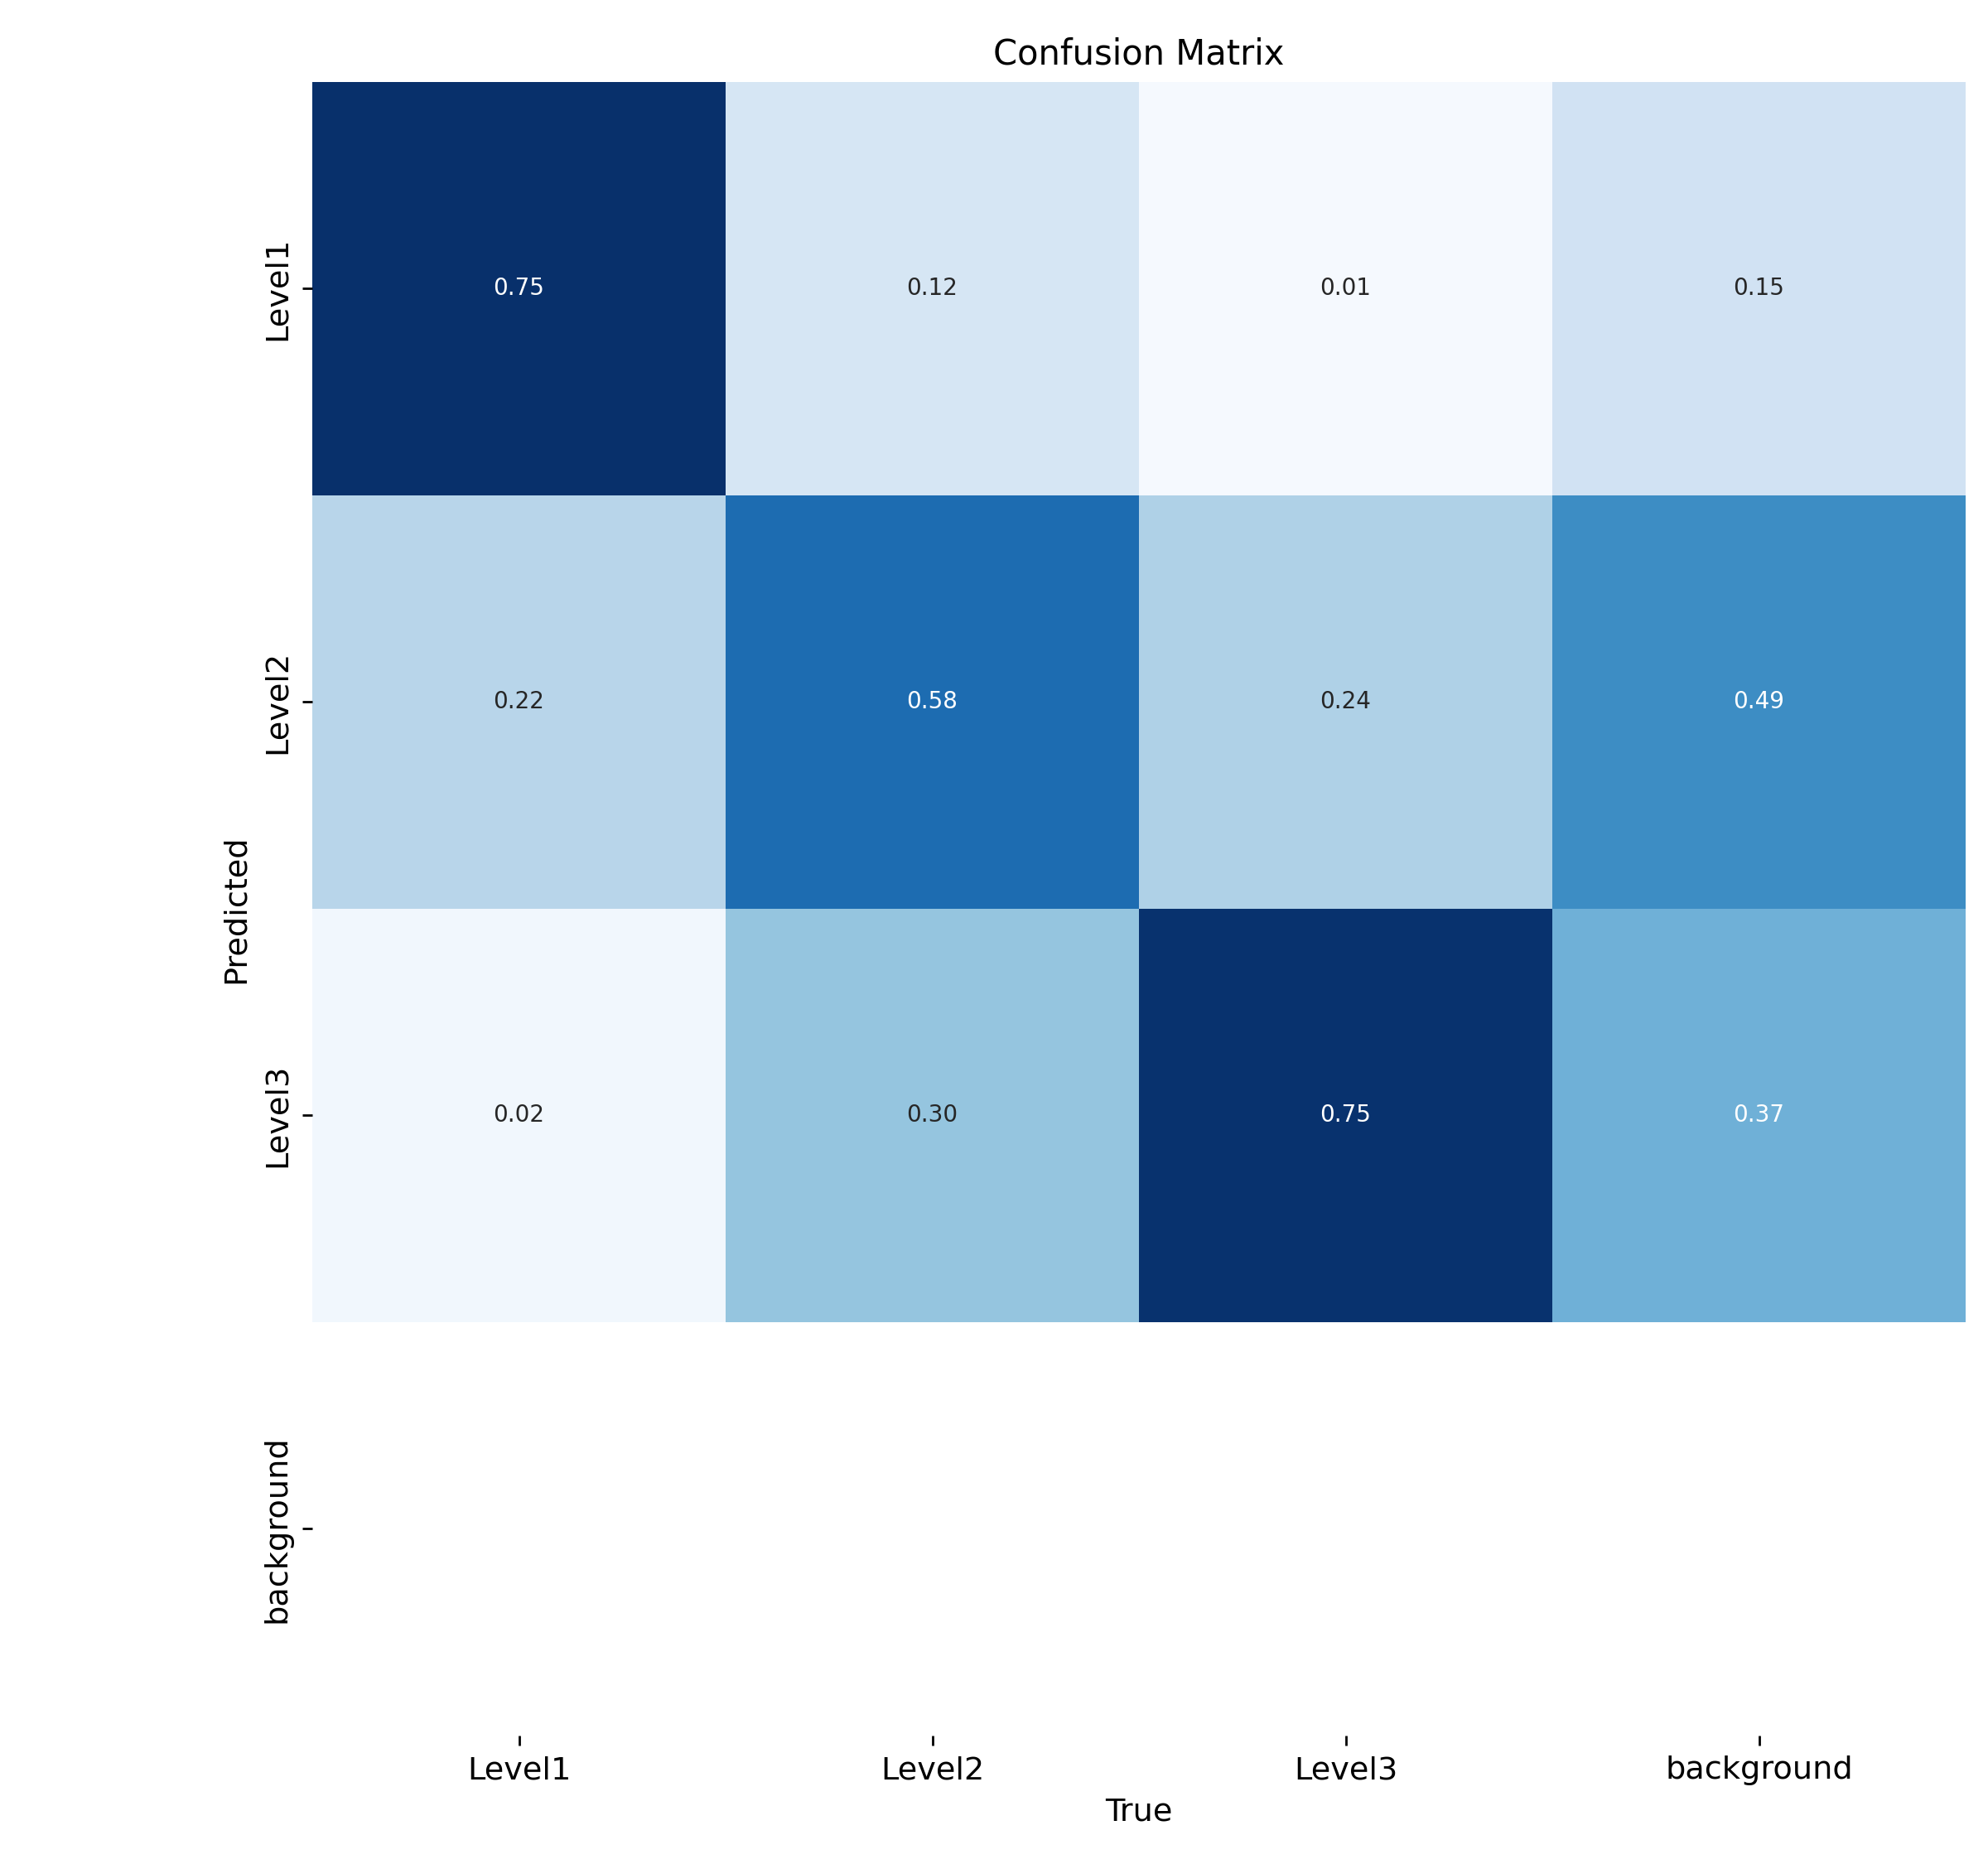 Confusion Matrix
Predicted
Level1
0.75 0.12 0.01 0.15
Level2
0.22 0.58 0.24 0.49
Level3
0.02 0.30 0.75 0.37
background
Level1 Level2 Level3 background
True